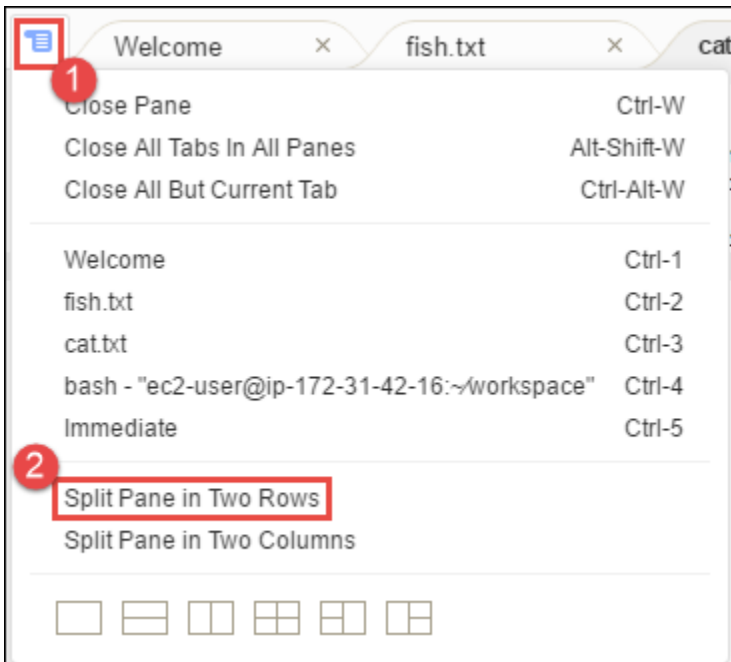 Welcome × fish.txt × cat
1
Close Pane Ctrl-W
Close All Tabs In All Panes Alt-Shift-W
Close All But Current Tab Ctrl-Alt-W
Welcome Ctrl-1
fish.txt Ctrl-2
cat.txt Ctrl-3
bash - "ec2-user@ip-172-31-42-16:~/workspace" Ctrl-4
Immediate Ctrl-5
2
Split Pane in Two Rows
Split Pane in Two Columns